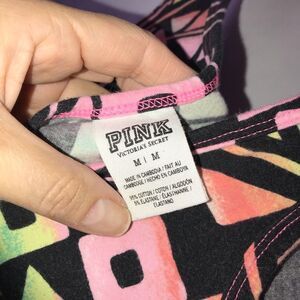 PINK
VICTORIA'S SECRET
M | M
MADE IN CAMBODIA / FAIT AU
CAMBODGE / HECHO EN CAMBOYA
95% COTTON / COTON / ALGODÓN
5% ELASTANE / ÉLASTHANNE /
ELASTANO